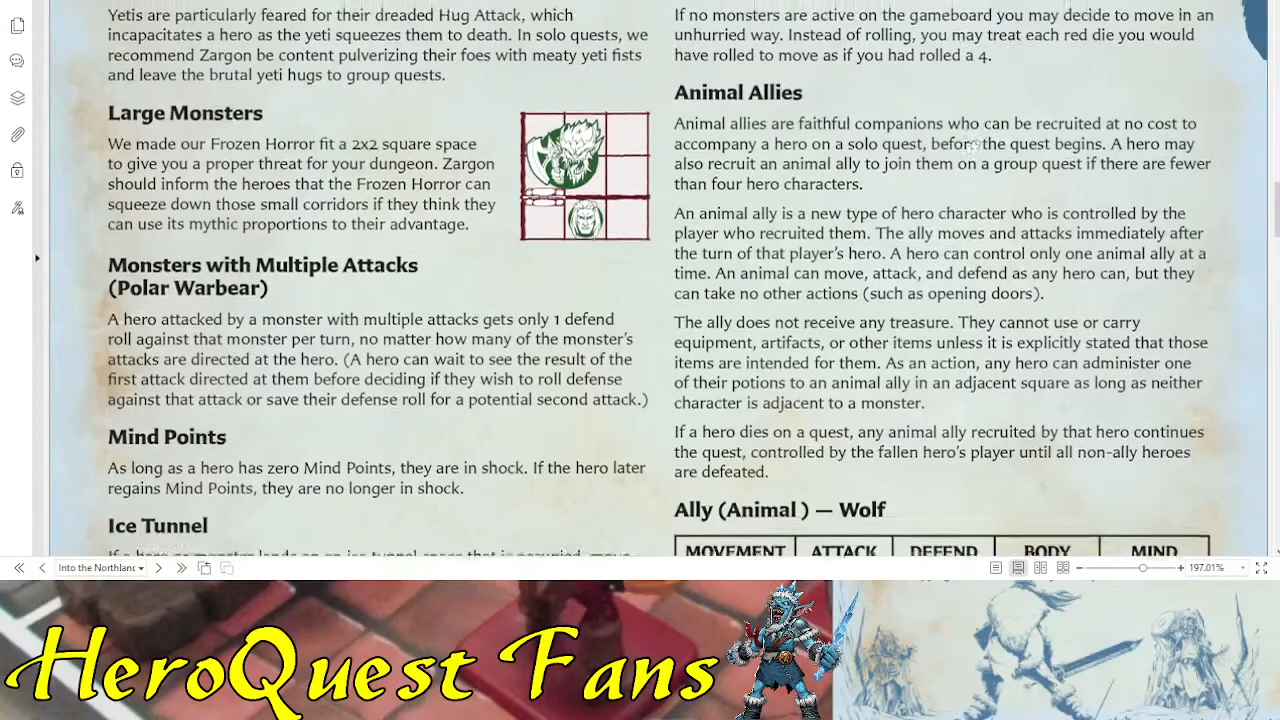 Yetis are particularly feared for their dreaded Hug Attack, which
incapacitates a hero as the yeti squeezes them to death. In solo quests, we
recommend Zargon be content pulverizing their foes with meaty yeti fists
and leave the brutal yeti hugs to group quests.
Large Monsters
We made our Frozen Horror fit a 2x2 square space
to give you a proper threat for your dungeon. Zargon
should inform the heroes that the Frozen Horror can
squeeze down those small corridors if they think they
can use its mythic proportions to their advantage.
Monsters with Multiple Attacks
(Polar Warbear)
A hero attacked by a monster with multiple attacks gets only 1 defend
roll against that monster per turn, no matter how many of the monster's
attacks are directed at the hero. (A hero can wait to see the result of the
first attack directed at them before deciding if they wish to roll defense
against that attack or save their defense roll for a potential second attack.)
Mind Points
As long as a hero has zero Mind Points, they are in shock. If the hero later
regains Mind Points, they are no longer in shock.
Ice Tunnel
If no monsters are active on the gameboard you may decide to move in an
unhurried way. Instead of rolling, you may treat each red die you would
have rolled to move as if you had rolled a 4.
Animal Allies
Animal allies are faithful companions who can be recruited at no cost to
accompany a hero on a solo quest, before the quest begins. A hero may
also recruit an animal ally to join them on a group quest if there are fewer
than four hero characters.
An animal ally is a new type of hero character who is controlled by the
player who recruited them. The ally moves and attacks immediately after
the turn of that player's hero. A hero can control only one animal ally at a
time. An animal can move, attack, and defend as any hero can, but they
can take no other actions (such as opening doors).
The ally does not receive any treasure. They cannot use or carry
equipment, artifacts, or other items unless it is explicitly stated that those
items are intended for them. As an action, any hero can administer one
of their potions to an animal ally in an adjacent square as long as neither
character is adjacent to a monster.
If a hero dies on a quest, any animal ally recruited by that hero continues
the quest, controlled by the fallen hero's player until all non-ally heroes
are defeated.
Ally (Animal ) — Wolf
MOVEMENT ATTACK DEFEND BODY MIND
Into the Northlanc
197.01%
HeroQuest Fans